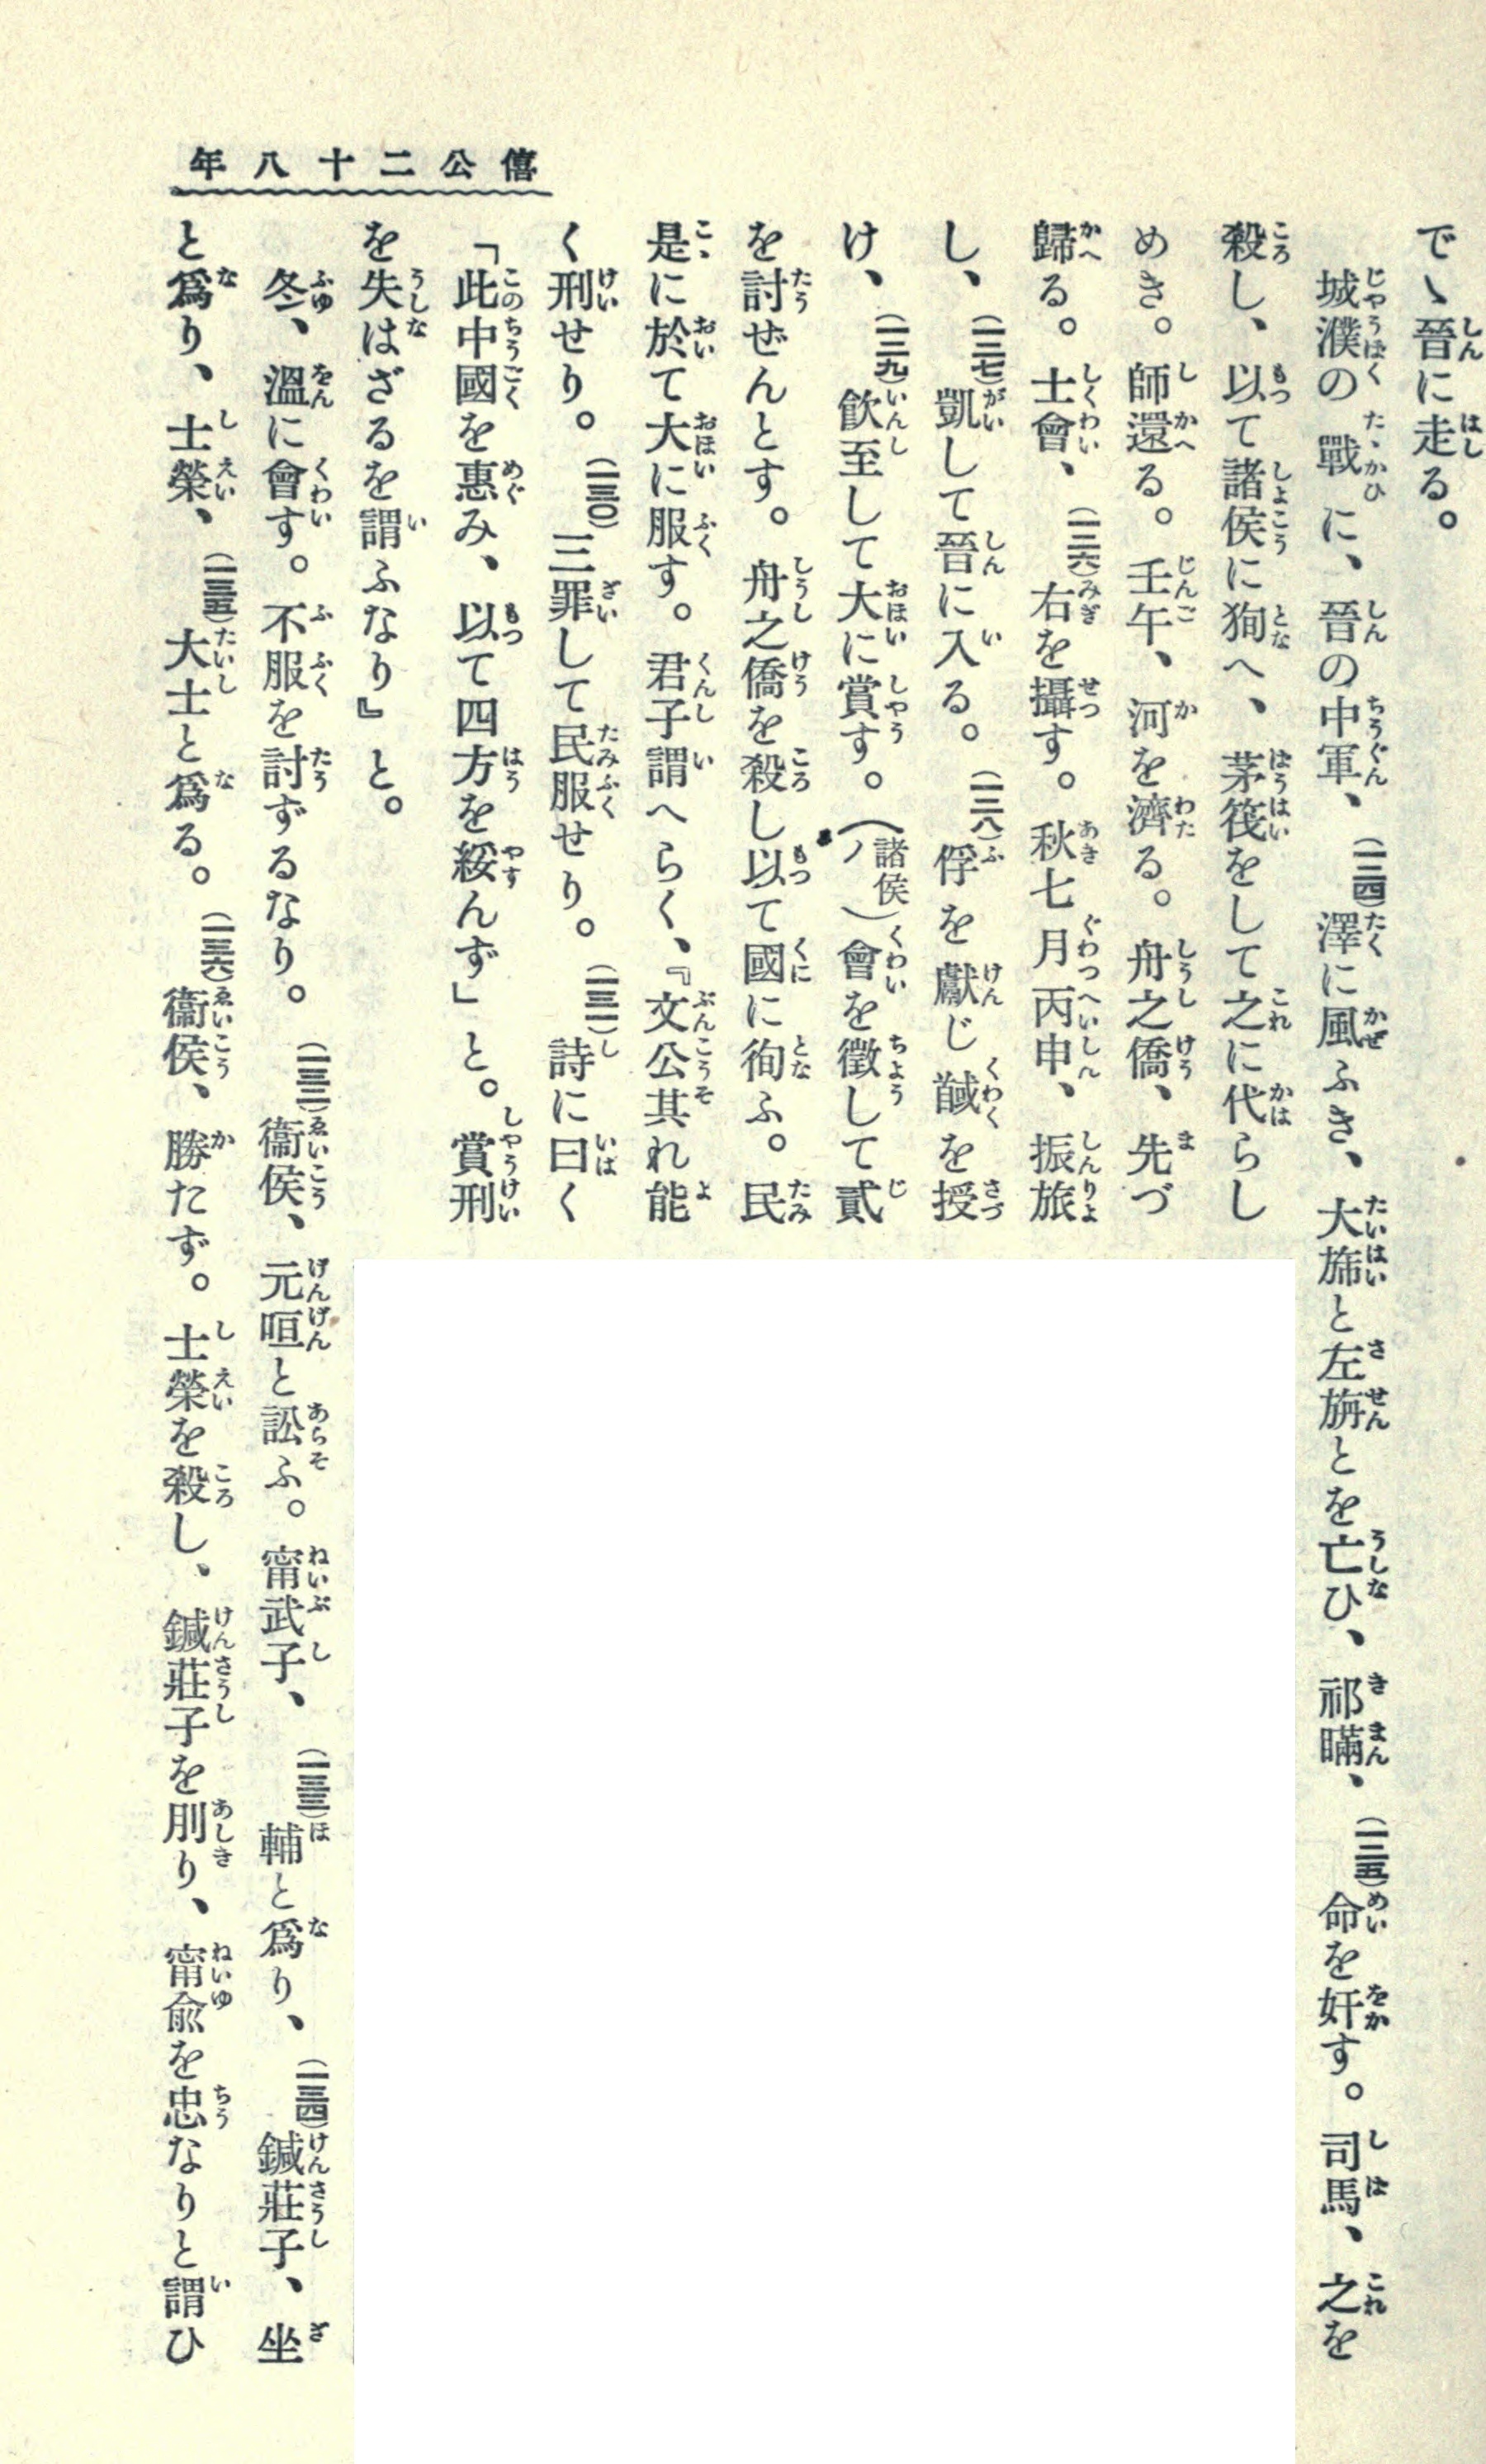 僖公二十八年
でゝ晉に走る。
城濮の戰に、晉の中軍、(一二四)澤に風ふき、大旆と左旃とを亡ひ、祁瞞、(一二五)命を奸す。司馬、之を
殺し、以て諸侯に狥へ、茅筏をして之に代らし
めき。師還る。壬午、河を濟る。舟之僑、先づ
歸る。士會、(一二六)右を攝す。秋七月丙申、振旅
し、(一二七)凱して晉に入る。(一二八)俘を獻じ馘を授
け、(一二九)飮至して大に賞す。(諸侯ノ)會を徵して貳
を討ぜんとす。舟之僑を殺し以て國に徇ふ。民
是に於て大に服す。君子謂へらく、『文公其れ能
く刑せり。(一三〇)三罪して民服せり。(一三一)詩に曰く
「此中國を惠み、以て四方を綏んず」と。賞刑
を失はざるを謂ふなり』と。
冬、溫に會す。不服を討ずるなり。(一三二)衞侯、元咺と訟ふ。甯武子、(一三三)輔と爲り、(一三四)鍼莊子、坐
と爲り、士榮、(一三五)大士と爲る。(一三六)衞侯、勝たず。士榮を殺し、鍼莊子を刖り、甯兪を忠なりと謂ひ